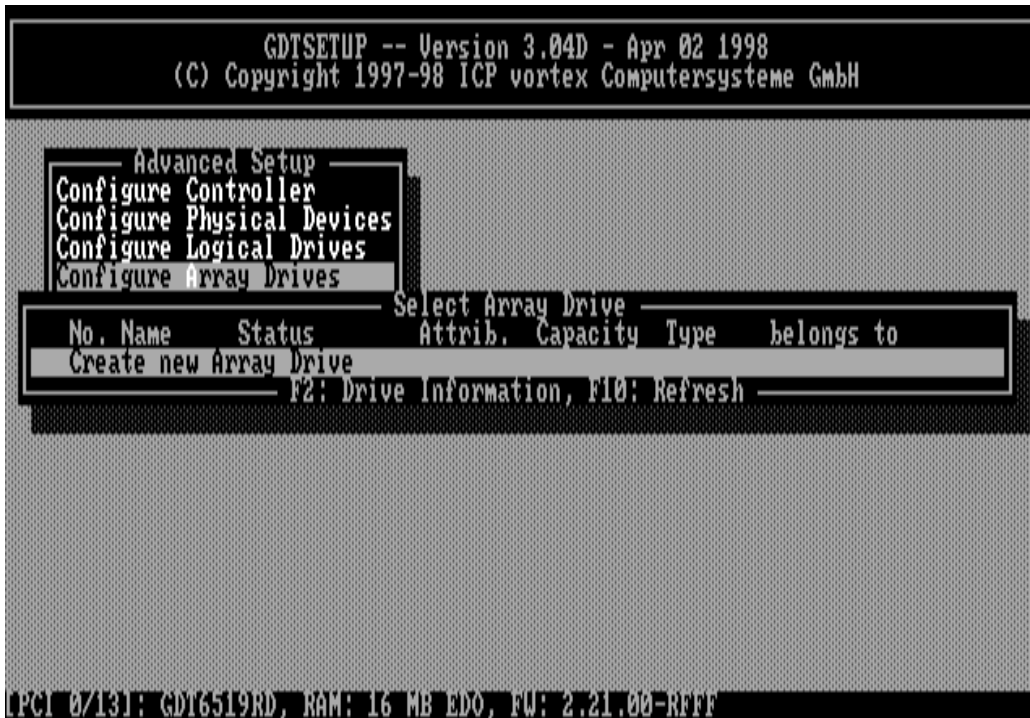 GDTSETUP -- Version 3.04D - Apr 02 1998
(C) Copyright 1997-98 ICP vortex Computersysteme GmbH
Advanced Setup
Configure Controller
Configure Physical Devices
Configure Logical Drives
Configure Array Drives
Select Array Drive
No. Name Status Attrib. Capacity Type belongs to
Create new Array Drive
F2: Drive Information, F10: Refresh
[PCI 0/13]: GDT6519RD, RAM: 16 MB EDO, FW: 2.21.00-RFFF